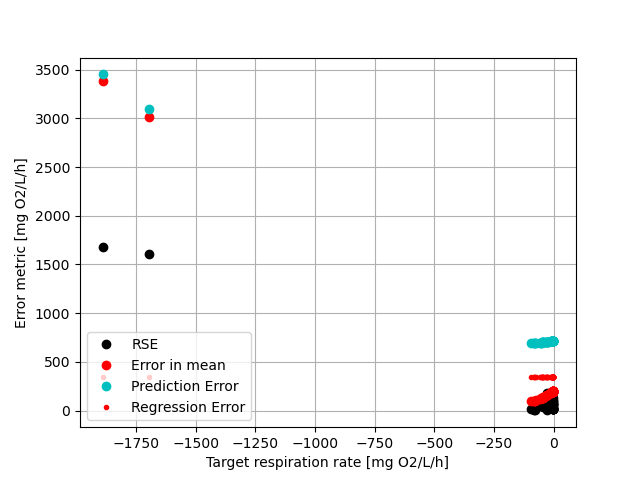 3500
3000
2500
2000
1500
1000
500
0
Error metric [mg O2/L/h]
RSE
Error in mean
Prediction Error
Regression Error
−1750 −1500 −1250 −1000 −750 −500 −250 0
Target respiration rate [mg O2/L/h]